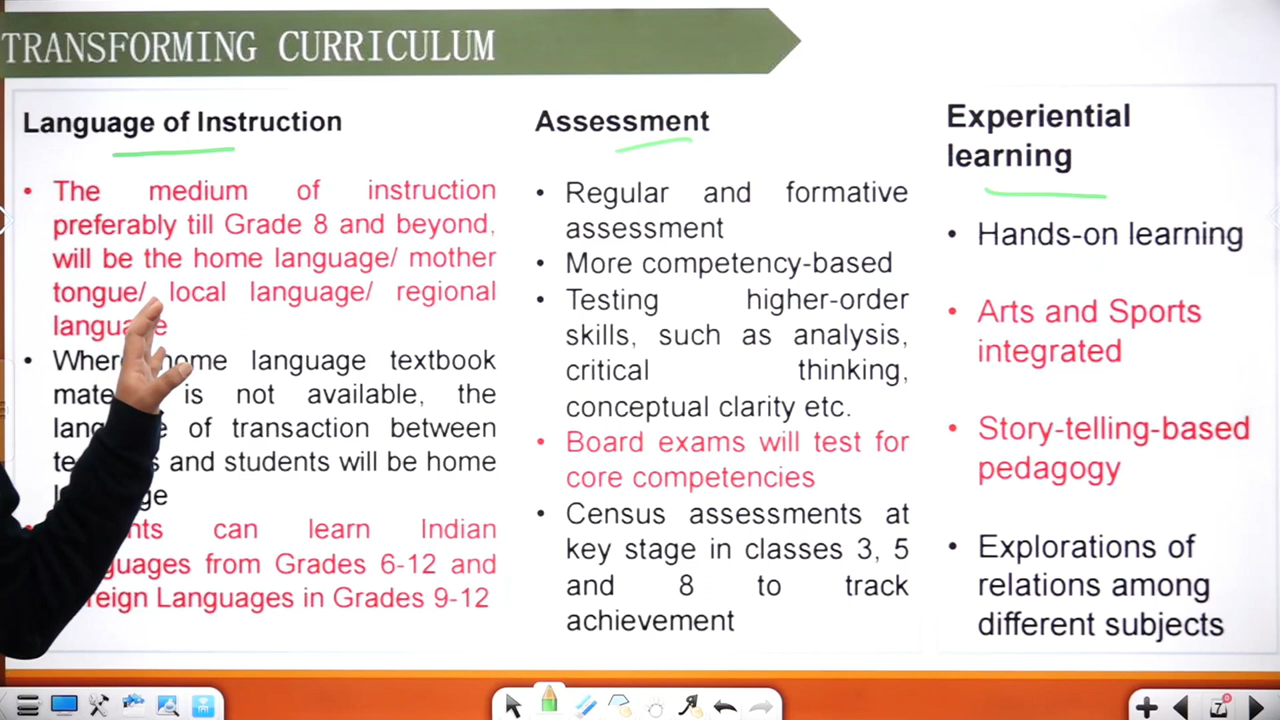 TRANSFORMING CURRICULUM
Language of Instruction
• The medium of instruction
preferably till Grade 8 and beyond,
will be the home language/ mother
tongue/ local language/ regional
language
• Where home language textbook
is not available, the
of transaction between
and students will be home
can learn Indian
from Grades 6-12 and
Languages in Grades 9-12
Assessment
• Regular and formative
assessment
• More competency-based
• Testing higher-order
skills, such as analysis,
critical thinking,
conceptual clarity etc.
• Board exams will test for
core competencies
• Census assessments at
key stage in classes 3, 5
and 8 to track
achievement
Experiential
learning
• Hands-on learning
• Arts and Sports
integrated
• Story-telling-based
pedagogy
• Explorations of
relations among
different subjects